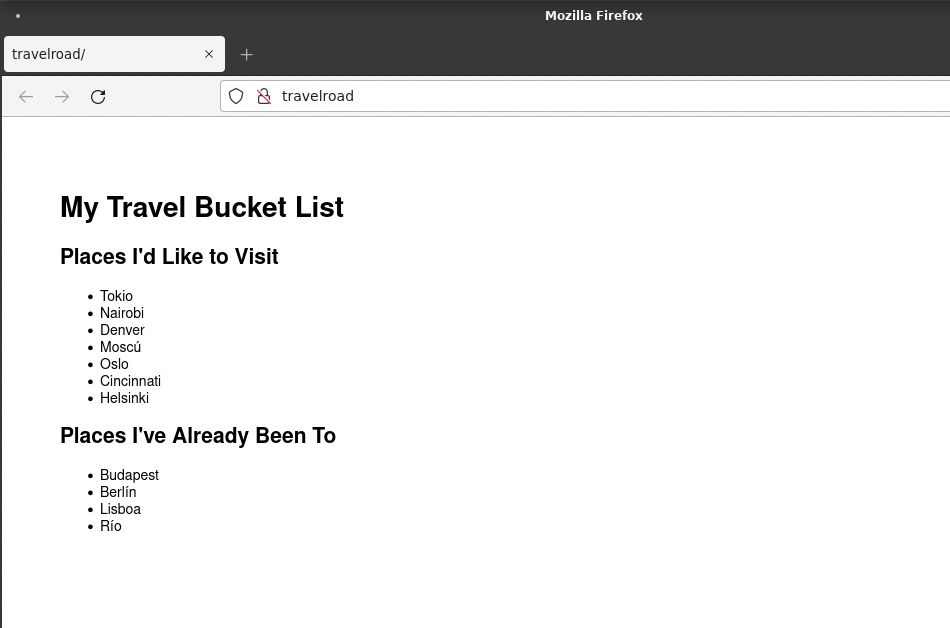 Mozilla Firefox
travelroad/
travelroad
My Travel Bucket List
Places I'd Like to Visit
Tokio
Nairobi
Denver
Moscú
Oslo
Cincinnati
Helsinki
Places I've Already Been To
Budapest
Berlín
Lisboa
Río